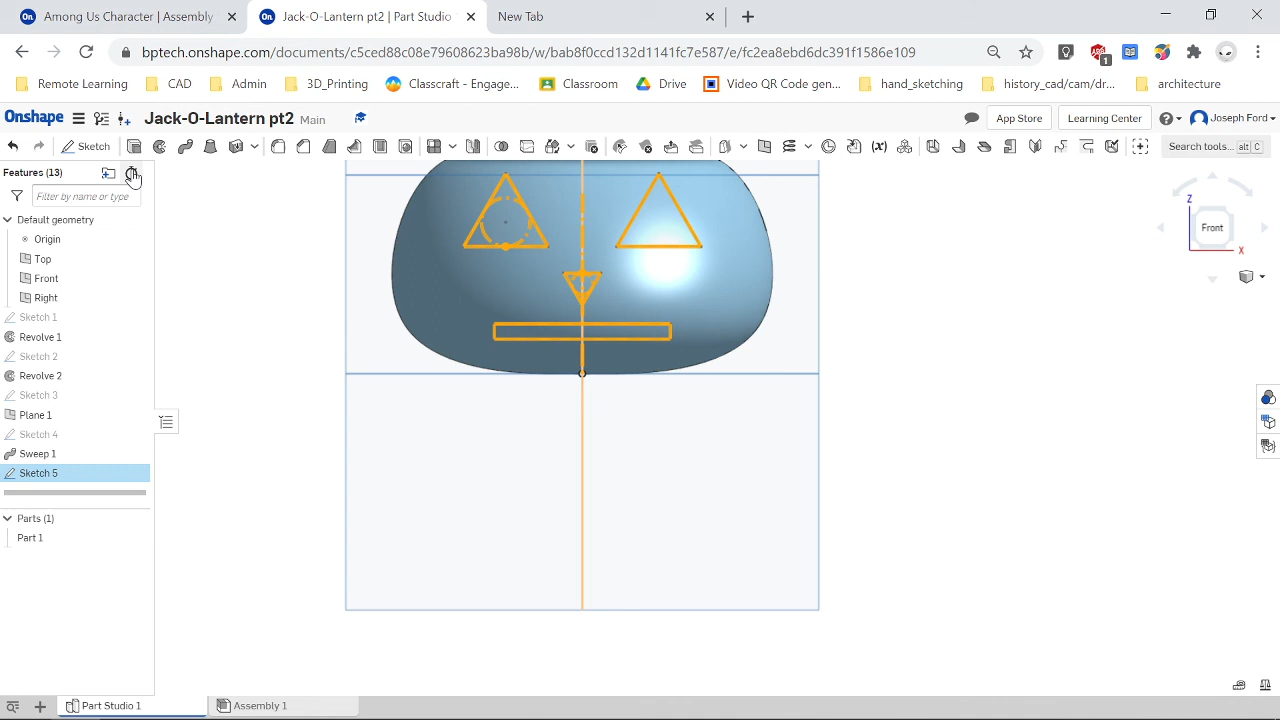 Among Us Character | Assembly
Jack-O-Lantern pt2 | Part Studio
New Tab
bptech.onshape.com/documents/c5ced88c08e79608623ba98b/w/bab8f0ccd132d1141fc7e587/e/fc2ea8ebd6dc391f1586e109
1
Remote Learning
CAD
Admin
3D_Printing
Classcraft - Engage...
Classroom
Drive
Video QR Code gen...
hand_sketching
history_cad/cam/dr...
architecture
Onshape
Jack-O-Lantern pt2
Main
App Store
Learning Center
Joseph Ford
Sketch
Search tools...
alt C
Features (13)
Filter by name or type
Default geometry
Origin
Top
Front
Right
Sketch 1
Revolve 1
Sketch 2
Revolve 2
Sketch 3
Plane 1
Sketch 4
Sweep 1
Sketch 5
Parts (1)
Part 1
Z
Front
X
Part Studio 1
Assembly 1